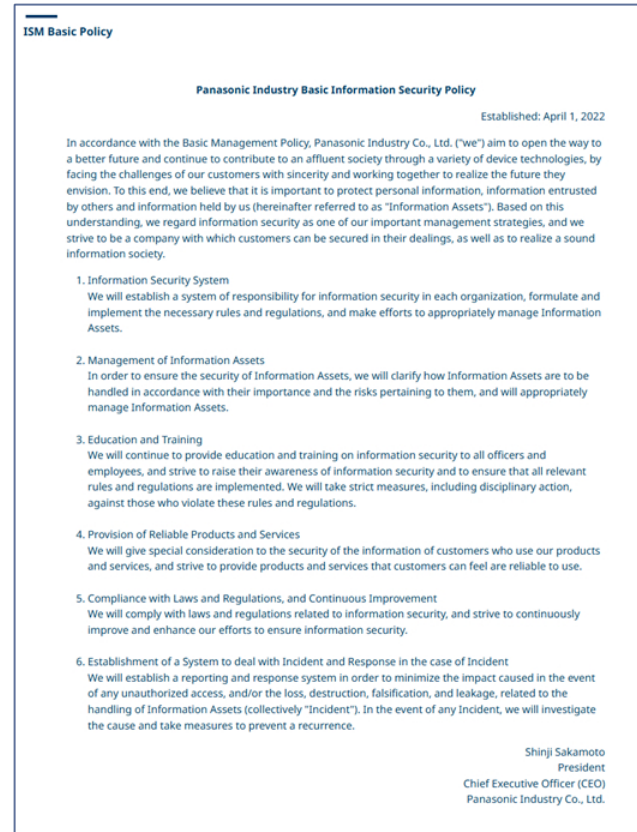 ISM Basic Policy
Panasonic Industry Basic Information Security Policy
Established: April 1, 2022
In accordance with the Basic Management Policy, Panasonic Industry Co., Ltd. ("we") aim to open the way to
a better future and continue to contribute to an affluent society through a variety of device technologies, by
facing the challenges of our customers with sincerity and working together to realize the future they
envision. To this end, we believe that it is important to protect personal information, information entrusted
by others and information held by us (hereinafter referred to as "Information Assets"). Based on this
understanding, we regard information security as one of our important management strategies, and we
strive to be a company with which customers can be secured in their dealings, as well as to realize a sound
information society.
1. Information Security System
We will establish a system of responsibility for information security in each organization, formulate and
implement the necessary rules and regulations, and make efforts to appropriately manage Information
Assets.
2. Management of Information Assets
In order to ensure the security of Information Assets, we will clarify how Information Assets are to be
handled in accordance with their importance and the risks pertaining to them, and will appropriately
manage Information Assets.
3. Education and Training
We will continue to provide education and training on information security to all officers and
employees, and strive to raise their awareness of information security and to ensure that all relevant
rules and regulations are implemented. We will take strict measures, including disciplinary action,
against those who violate these rules and regulations.
4. Provision of Reliable Products and Services
We will give special consideration to the security of the information of customers who use our products
and services, and strive to provide products and services that customers can feel are reliable to use.
5. Compliance with Laws and Regulations, and Continuous Improvement
We will comply with laws and regulations related to information security, and strive to continuously
improve and enhance our efforts to ensure information security.
6. Establishment of a System to deal with Incident and Response in the case of Incident
We will establish a reporting and response system in order to minimize the impact caused in the event
of any unauthorized access, and/or the loss, destruction, falsification, and leakage, related to the
handling of Information Assets (collectively "Incident"). In the event of any Incident, we will investigate
the cause and take measures to prevent a recurrence.
Shinji Sakamoto
President
Chief Executive Officer (CEO)
Panasonic Industry Co., Ltd.